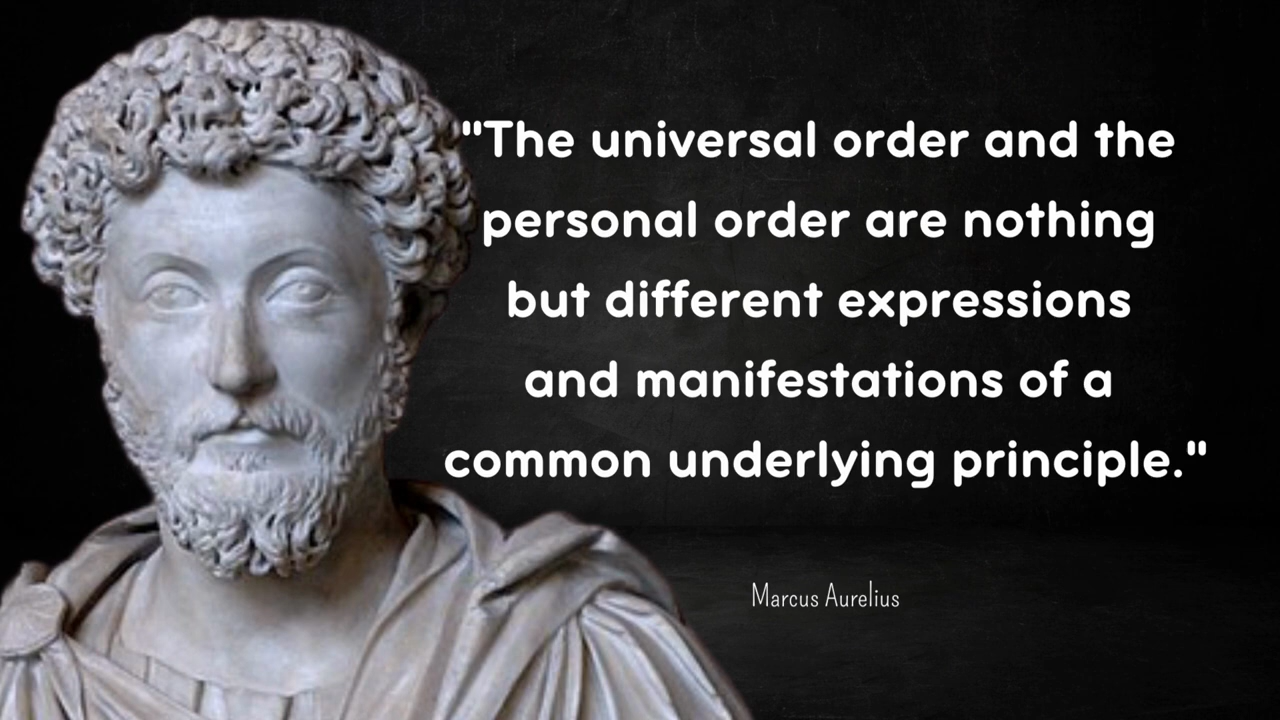 "The universal order and the
personal order are nothing
but different expressions
and manifestations of a
common underlying principle."
Marcus Aurelius